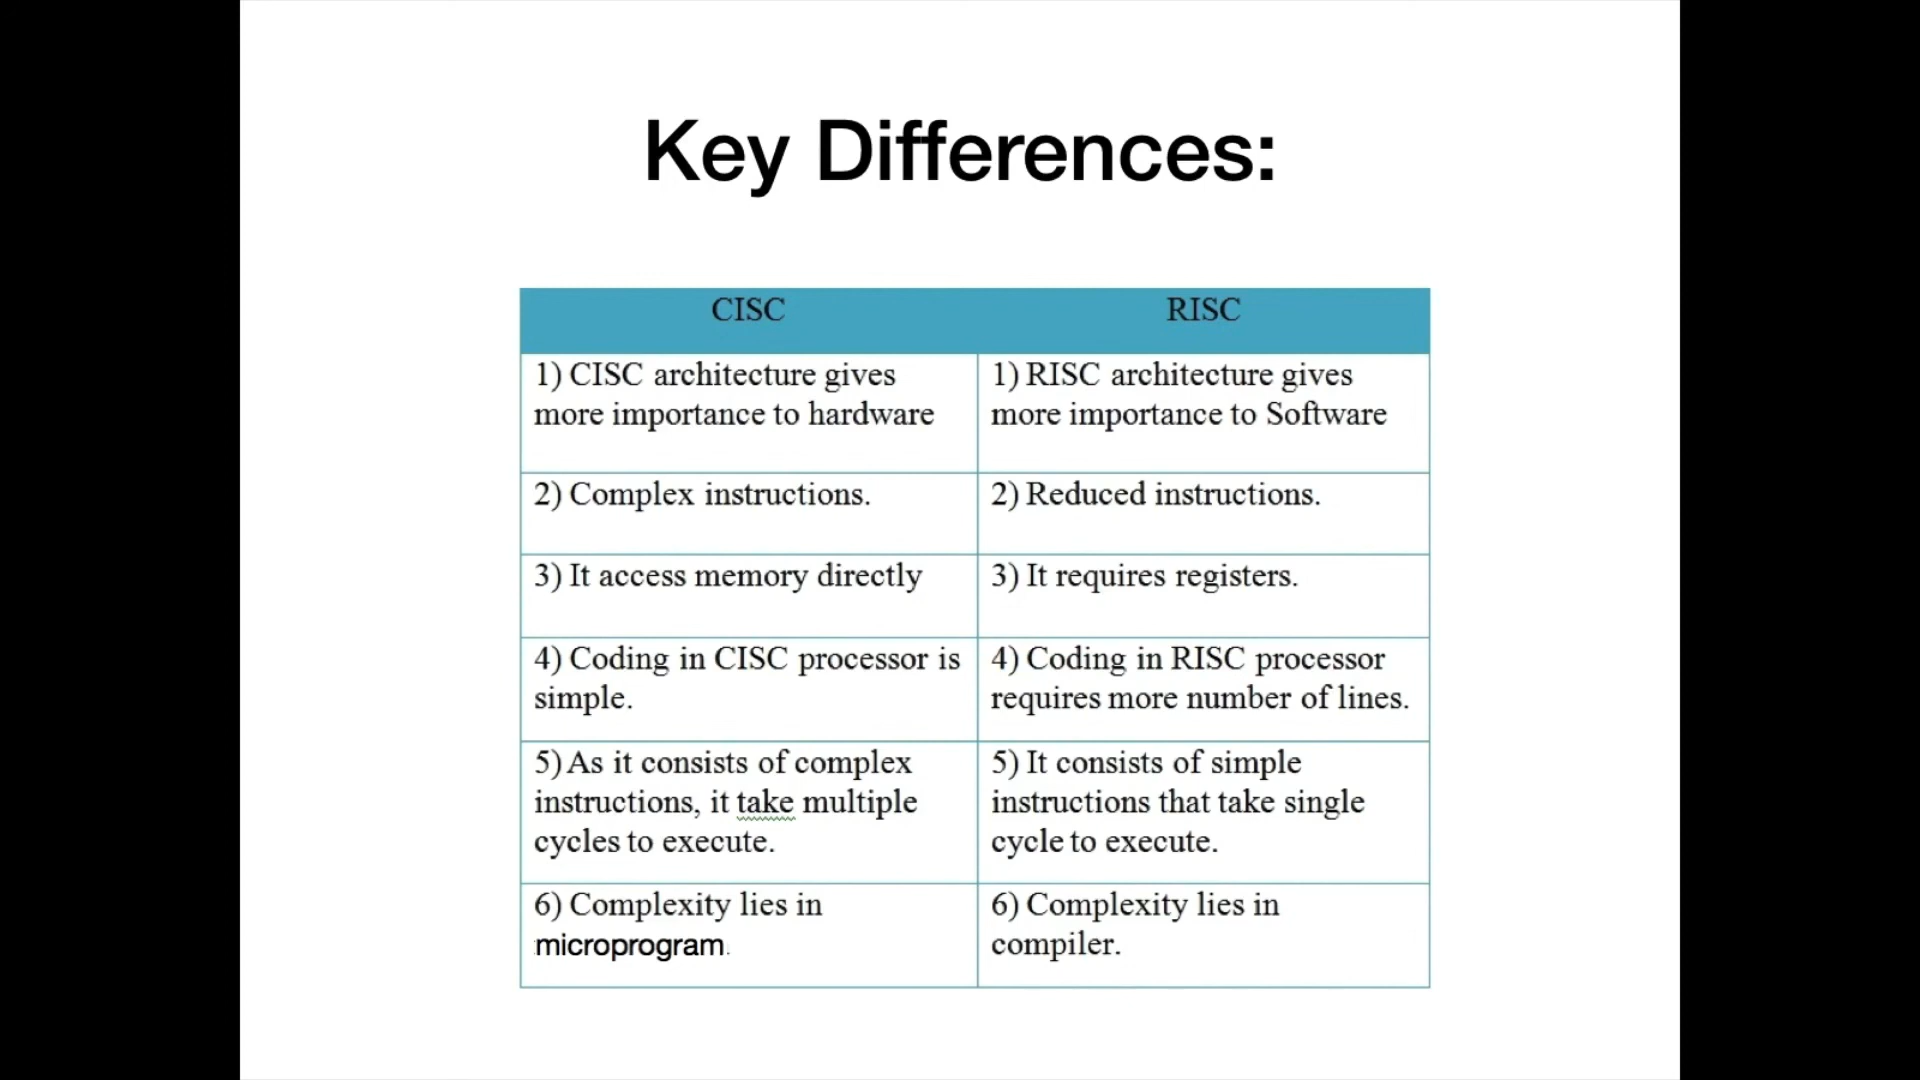 Key Differences:
CISC
RISC
1) CISC architecture gives
more importance to hardware
1) RISC architecture gives
more importance to Software
2) Complex instructions.
2) Reduced instructions.
3) It access memory directly
3) It requires registers.
4) Coding in CISC processor is
simple.
4) Coding in RISC processor
requires more number of lines.
5) As it consists of complex
instructions, it take multiple
cycles to execute.
5) It consists of simple
instructions that take single
cycle to execute.
6) Complexity lies in
microprogram.
6) Complexity lies in
compiler.